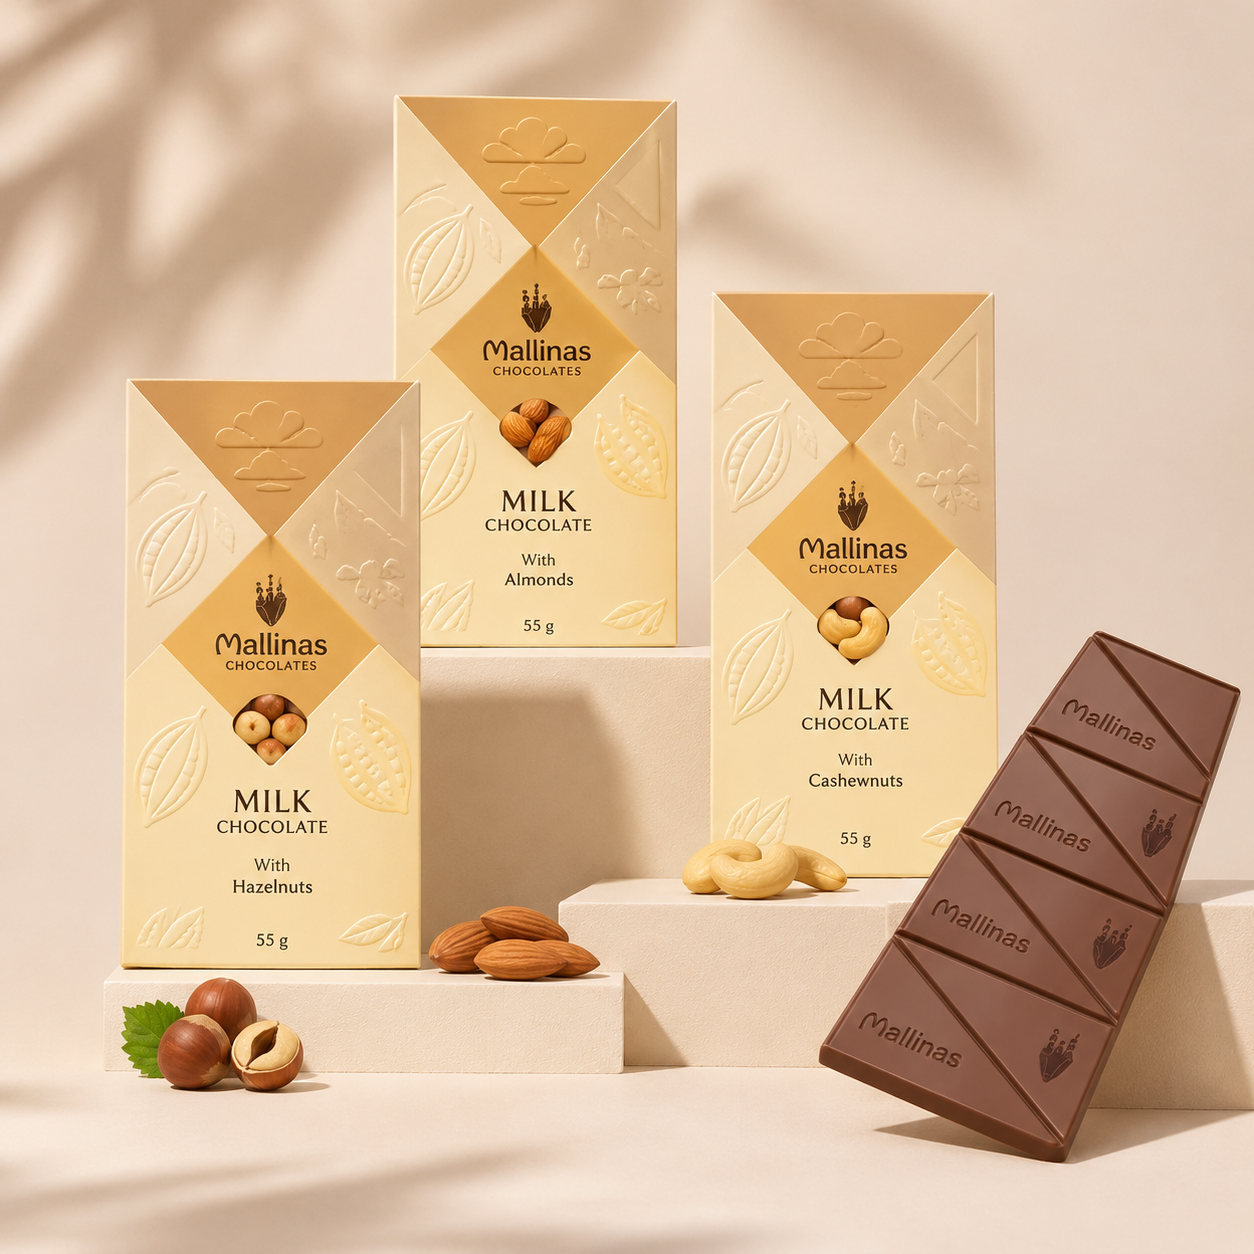 Mallinas
CHOCOLATES
MILK
CHOCOLATE
With
Hazelnuts
55 g
Mallinas
CHOCOLATES
MILK
CHOCOLATE
With
Almonds
55 g
Mallinas
CHOCOLATES
MILK
CHOCOLATE
With
Cashewnuts
55 g
Mallinas
Mallinas
Mallinas
Mallinas